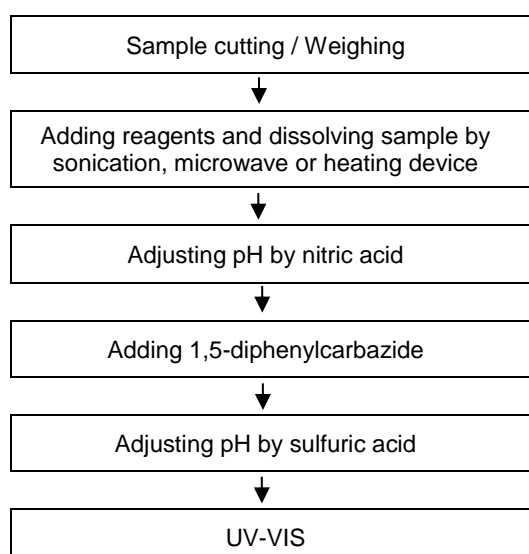 Sample cutting / Weighing
Adding reagents and dissolving sample by
sonication, microwave or heating device
Adjusting pH by nitric acid
Adding 1,5-diphenylcarbazide
Adjusting pH by sulfuric acid
UV-VIS